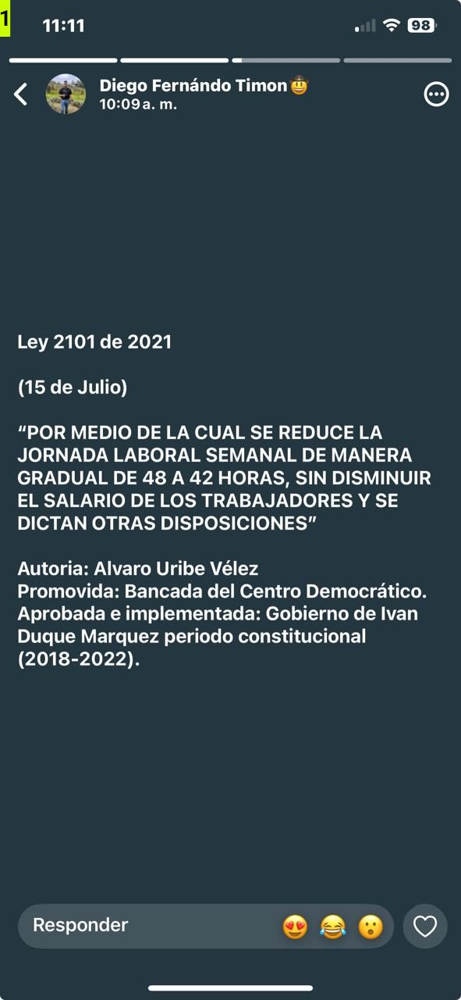 1
11:11
98
Diego Fernándo Timon🤠
10:09 a. m.
Ley 2101 de 2021
(15 de Julio)
“POR MEDIO DE LA CUAL SE REDUCE LA
JORNADA LABORAL SEMANAL DE MANERA
GRADUAL DE 48 A 42 HORAS, SIN DISMINUIR
EL SALARIO DE LOS TRABAJADORES Y SE
DICTAN OTRAS DISPOSICIONES”
Autoria: Alvaro Uribe Vélez
Promovida: Bancada del Centro Democrático.
Aprobada e implementada: Gobierno de Ivan
Duque Marquez periodo constitucional
(2018-2022).
Responder